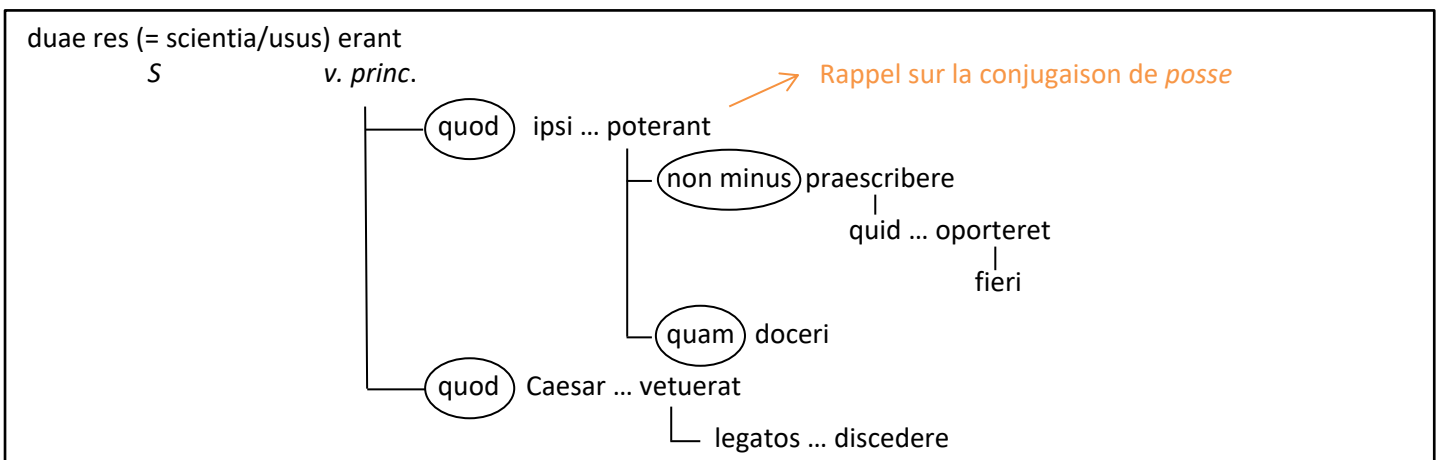 duae res (= scientia/usus) erant
S v. princ.
Rappel sur la conjugaison de posse
quod ipsi ... poterant
non minus praescribere
quid ... oporteret
fieri
quam doceri
quod Caesar ... vetuerat
legatos ... discedere